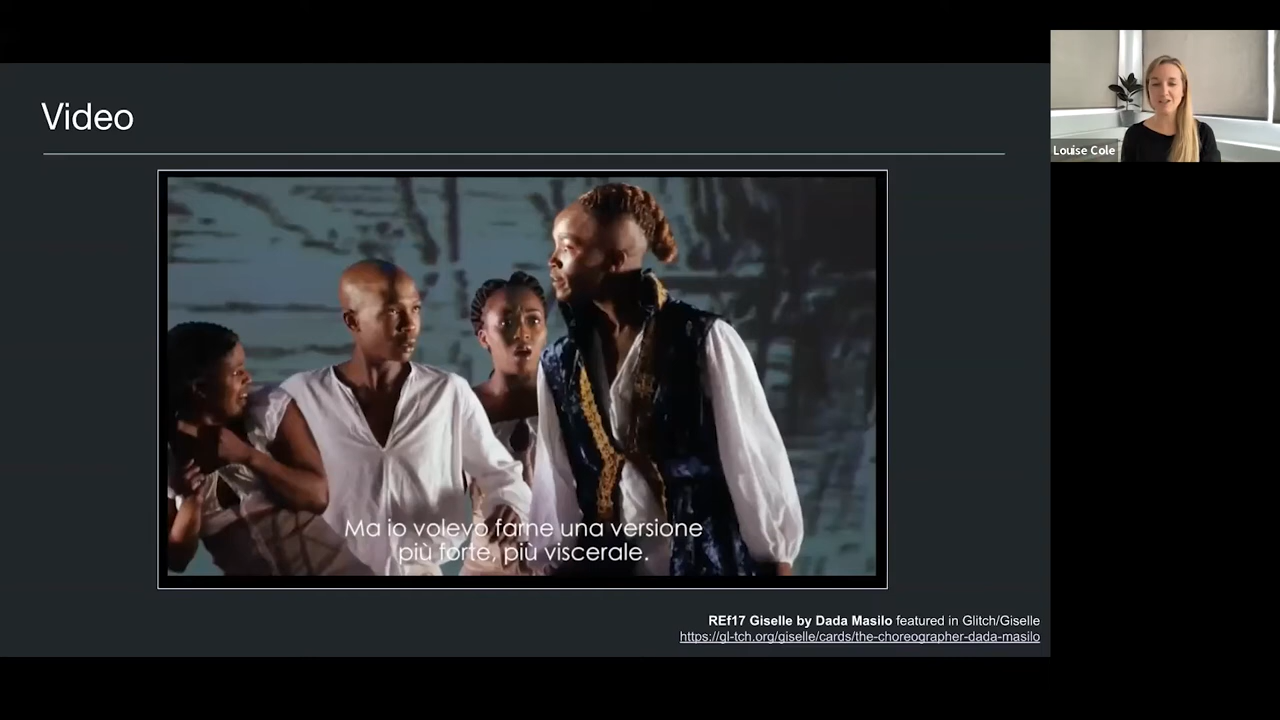 Video
Louise Cole
Ma io volevo farne una versione
più forte, più viscerale.
REf17 Giselle by Dada Masilo featured in Glitch/Giselle
https://gl-tch.org/giselle/cards/the-choreographer-dada-masilo